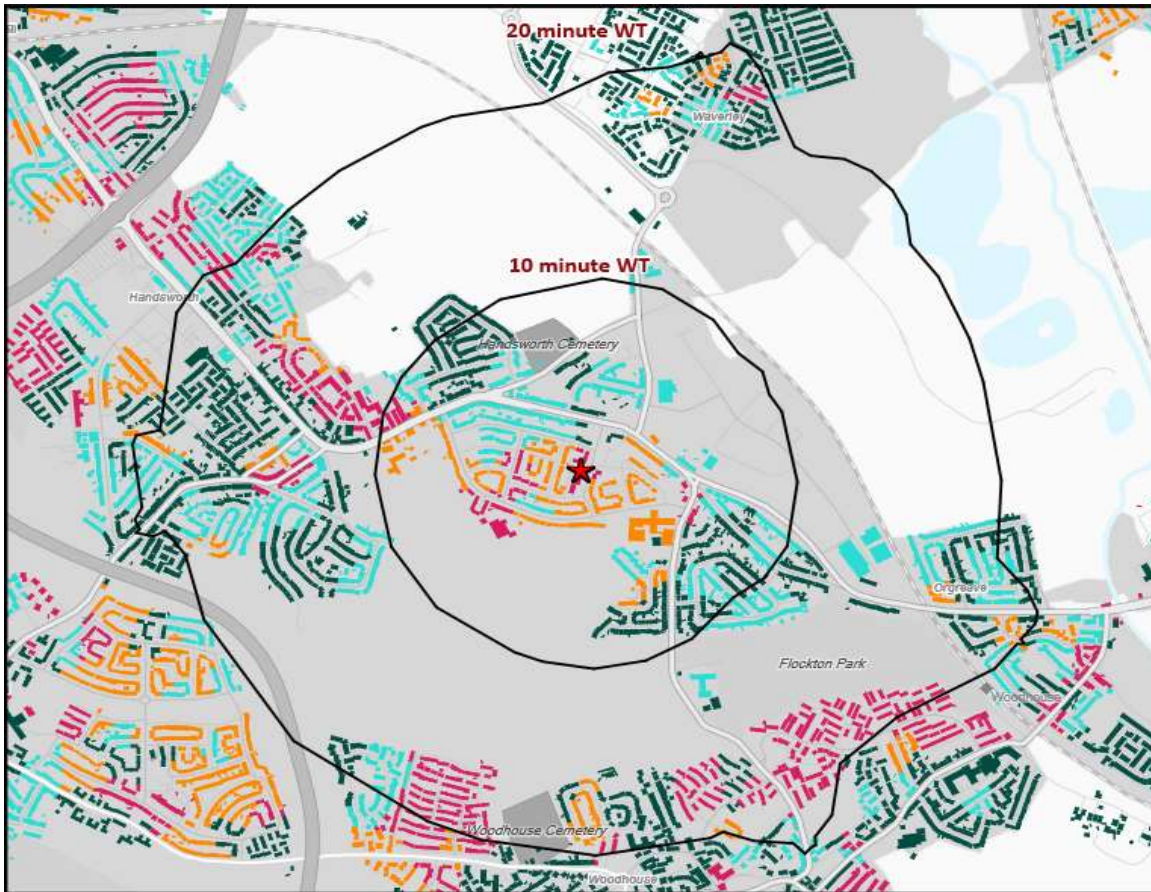 20 minute WT
Waverley
10 minute WT
Handsworth
Handsworth Cemetery
Orgreave
Flockton Park
Woodhouse
Woodhouse Cemetery
Woodhouse